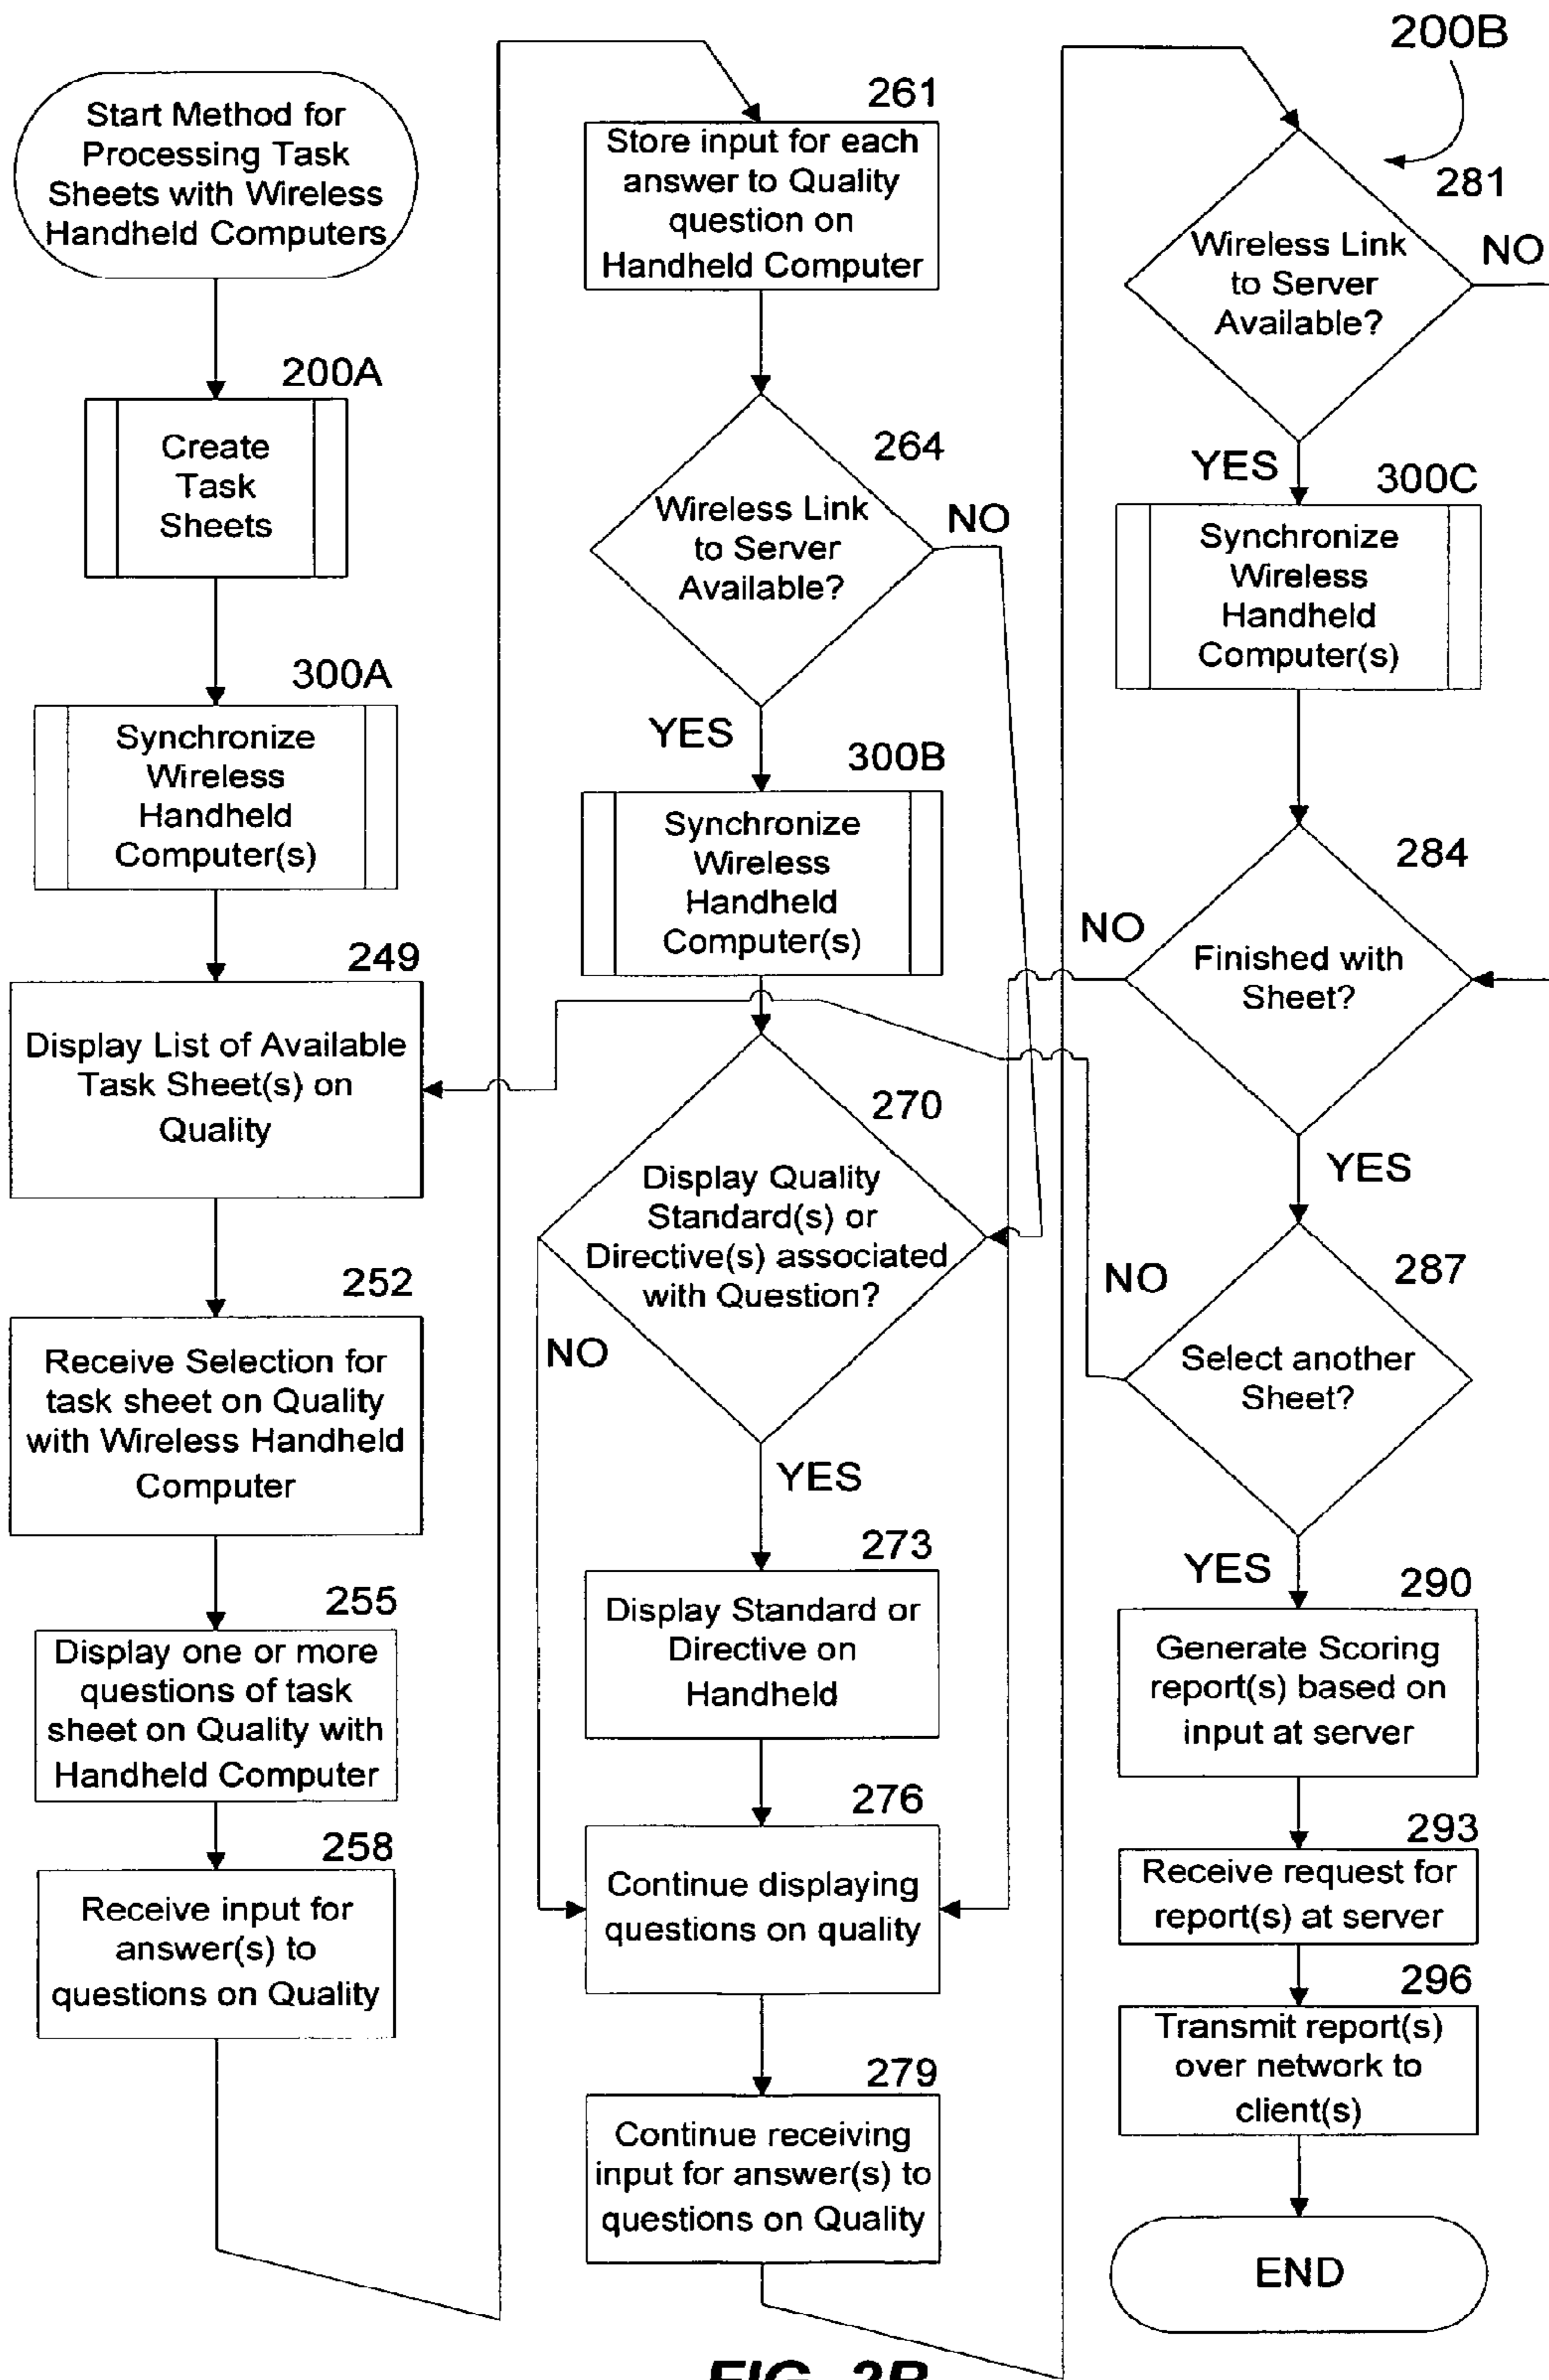 200B
Start Method for
Processing Task
Sheets with Wireless
Handheld Computers
200A
Create
Task
Sheets
300A
Synchronize
Wireless
Handheld
Computer(s)
249
Display List of Available
Task Sheet(s) on
Quality
252
Receive Selection for
task sheet on Quality
with Wireless Handheld
Computer
255
Display one or more
questions of task
sheet on Quality with
Handheld Computer
258
Receive input for
answer(s) to
questions on Quality
261
Store input for each
answer to Quality
question on
Handheld Computer
264
Wireless Link
to Server
Available?
NO
YES
300B
Synchronize
Wireless
Handheld
Computer(s)
270
Display Quality
Standard(s) or
Directive(s) associated
with Question?
NO
YES
273
Display Standard or
Directive on
Handheld
276
Continue displaying
questions on quality
279
Continue receiving
input for answer(s) to
questions on Quality
281
Wireless Link
to Server
Available?
NO
YES
300C
Synchronize
Wireless
Handheld
Computer(s)
284
Finished with
Sheet?
NO
YES
287
Select another
Sheet?
NO
YES
290
Generate Scoring
report(s) based on
input at server
293
Receive request for
report(s) at server
296
Transmit report(s)
over network to
client(s)
END
FIG. 2B